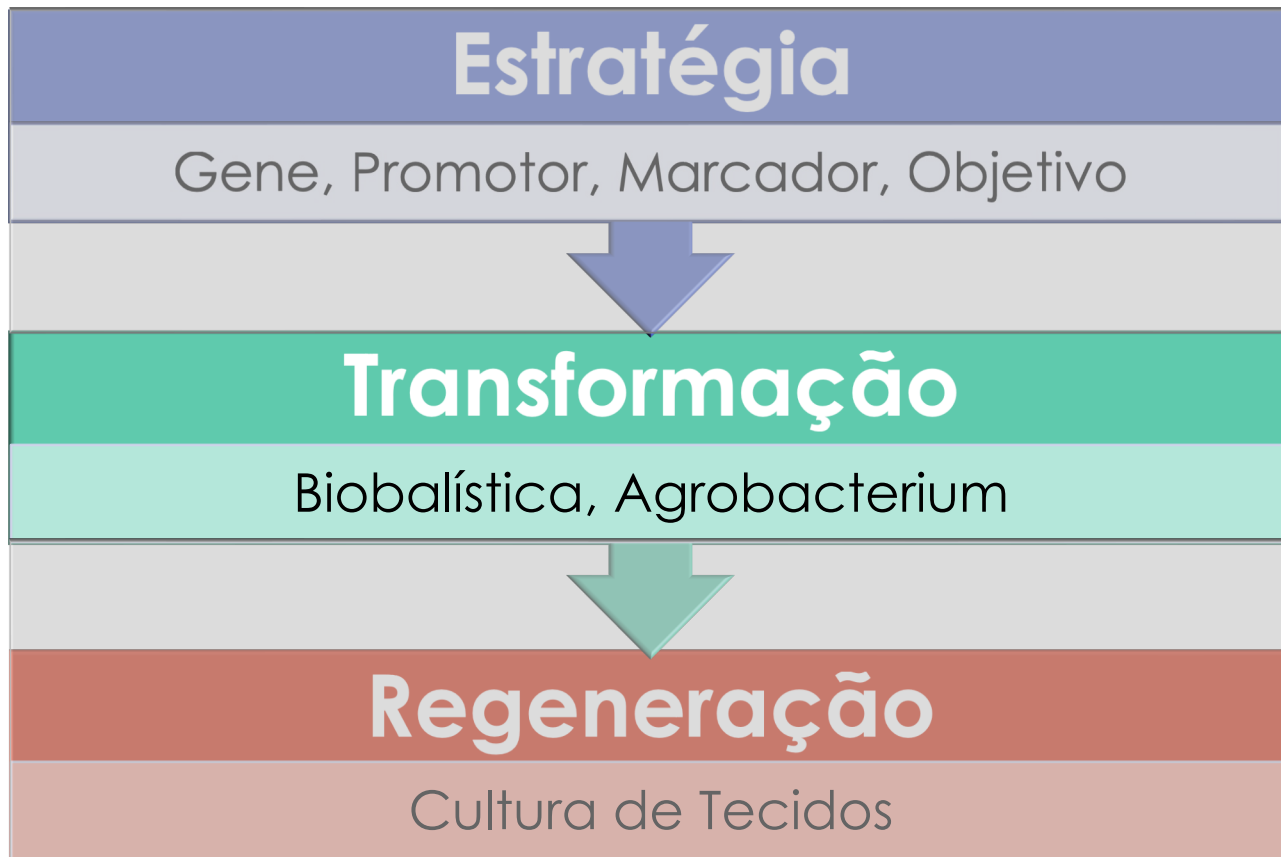 Estratégia
Gene, Promotor, Marcador, Objetivo
Transformação
Biobalística, Agrobacterium
Regeneração
Cultura de Tecidos